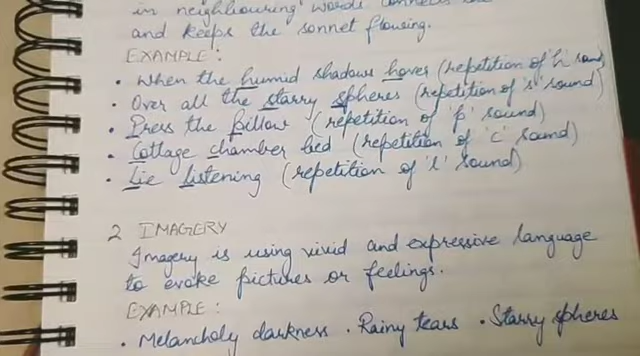 in neighbouring words connects
and keeps the sonnet flowing.
EXAMPLE:
• When the humid shadows hover (repetition of 'h' sound)
• Over all the starry spheres (repetition of 's' sound)
• Press the pillow (repetition of 'p' sound)
• Cottage chamber bed (repetition of 'c' sound)
• Lie listening (repetition of 'l' sound)
2 IMAGERY
Imagery is using vivid and expressive language
to evoke pictures or feelings.
EXAMPLE:
• Melancholy darkness • Rainy tears • Starry spheres